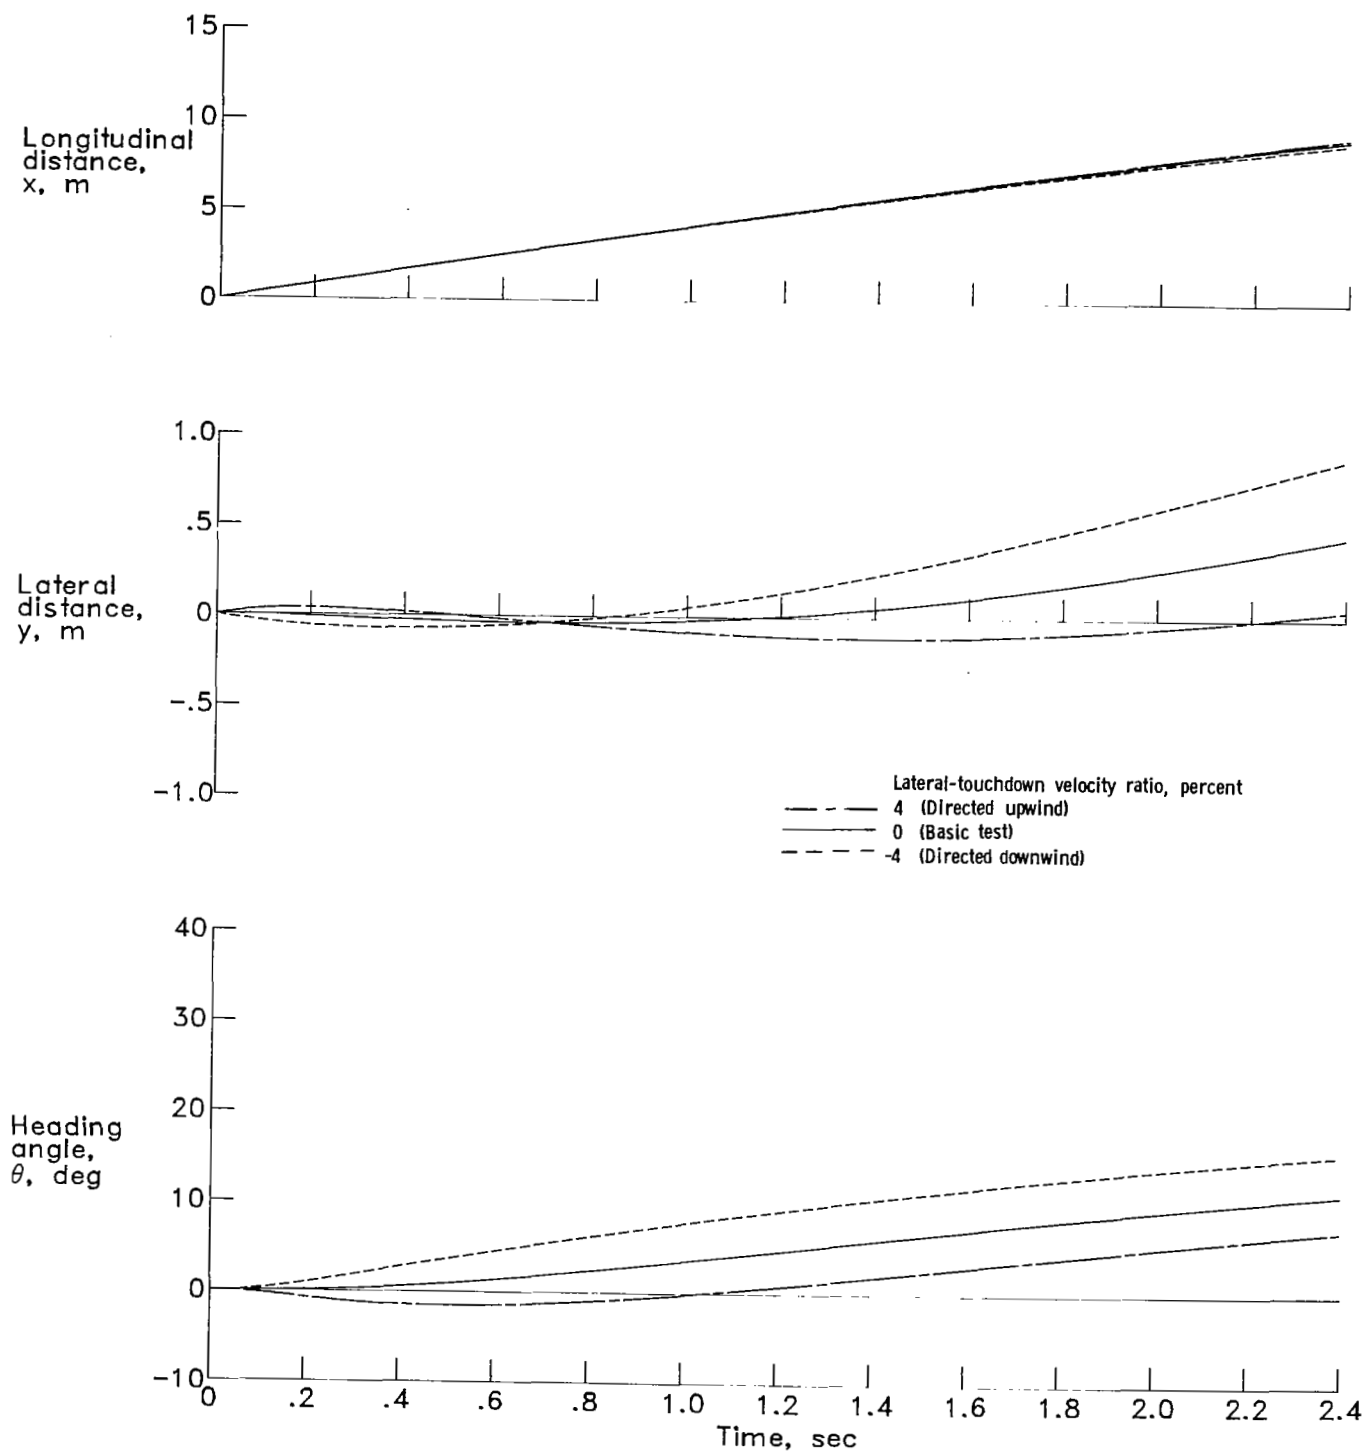 15
10
Longitudinal
distance,
x, m
5
0
1.0
.5
Lateral
distance,
y, m
0
-.5
-1.0
Lateral-touchdown velocity ratio, percent
4 (Directed upwind)
0 (Basic test)
-4 (Directed downwind)
40
30
20
Heading
angle,
θ, deg
10
0
-10
0 .2 .4 .6 .8 1.0 1.2 1.4 1.6 1.8 2.0 2.2 2.4
Time, sec